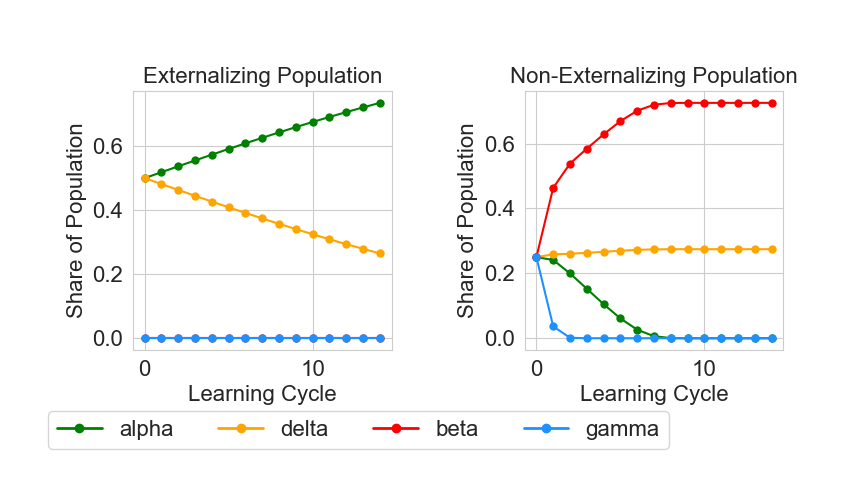 Externalizing Population
Non-Externalizing Population
Share of Population
0.6
0.4
0.2
0.0
0
10
Learning Cycle
Share of Population
0.6
0.4
0.2
0.0
0
10
Learning Cycle
alpha
delta
beta
gamma